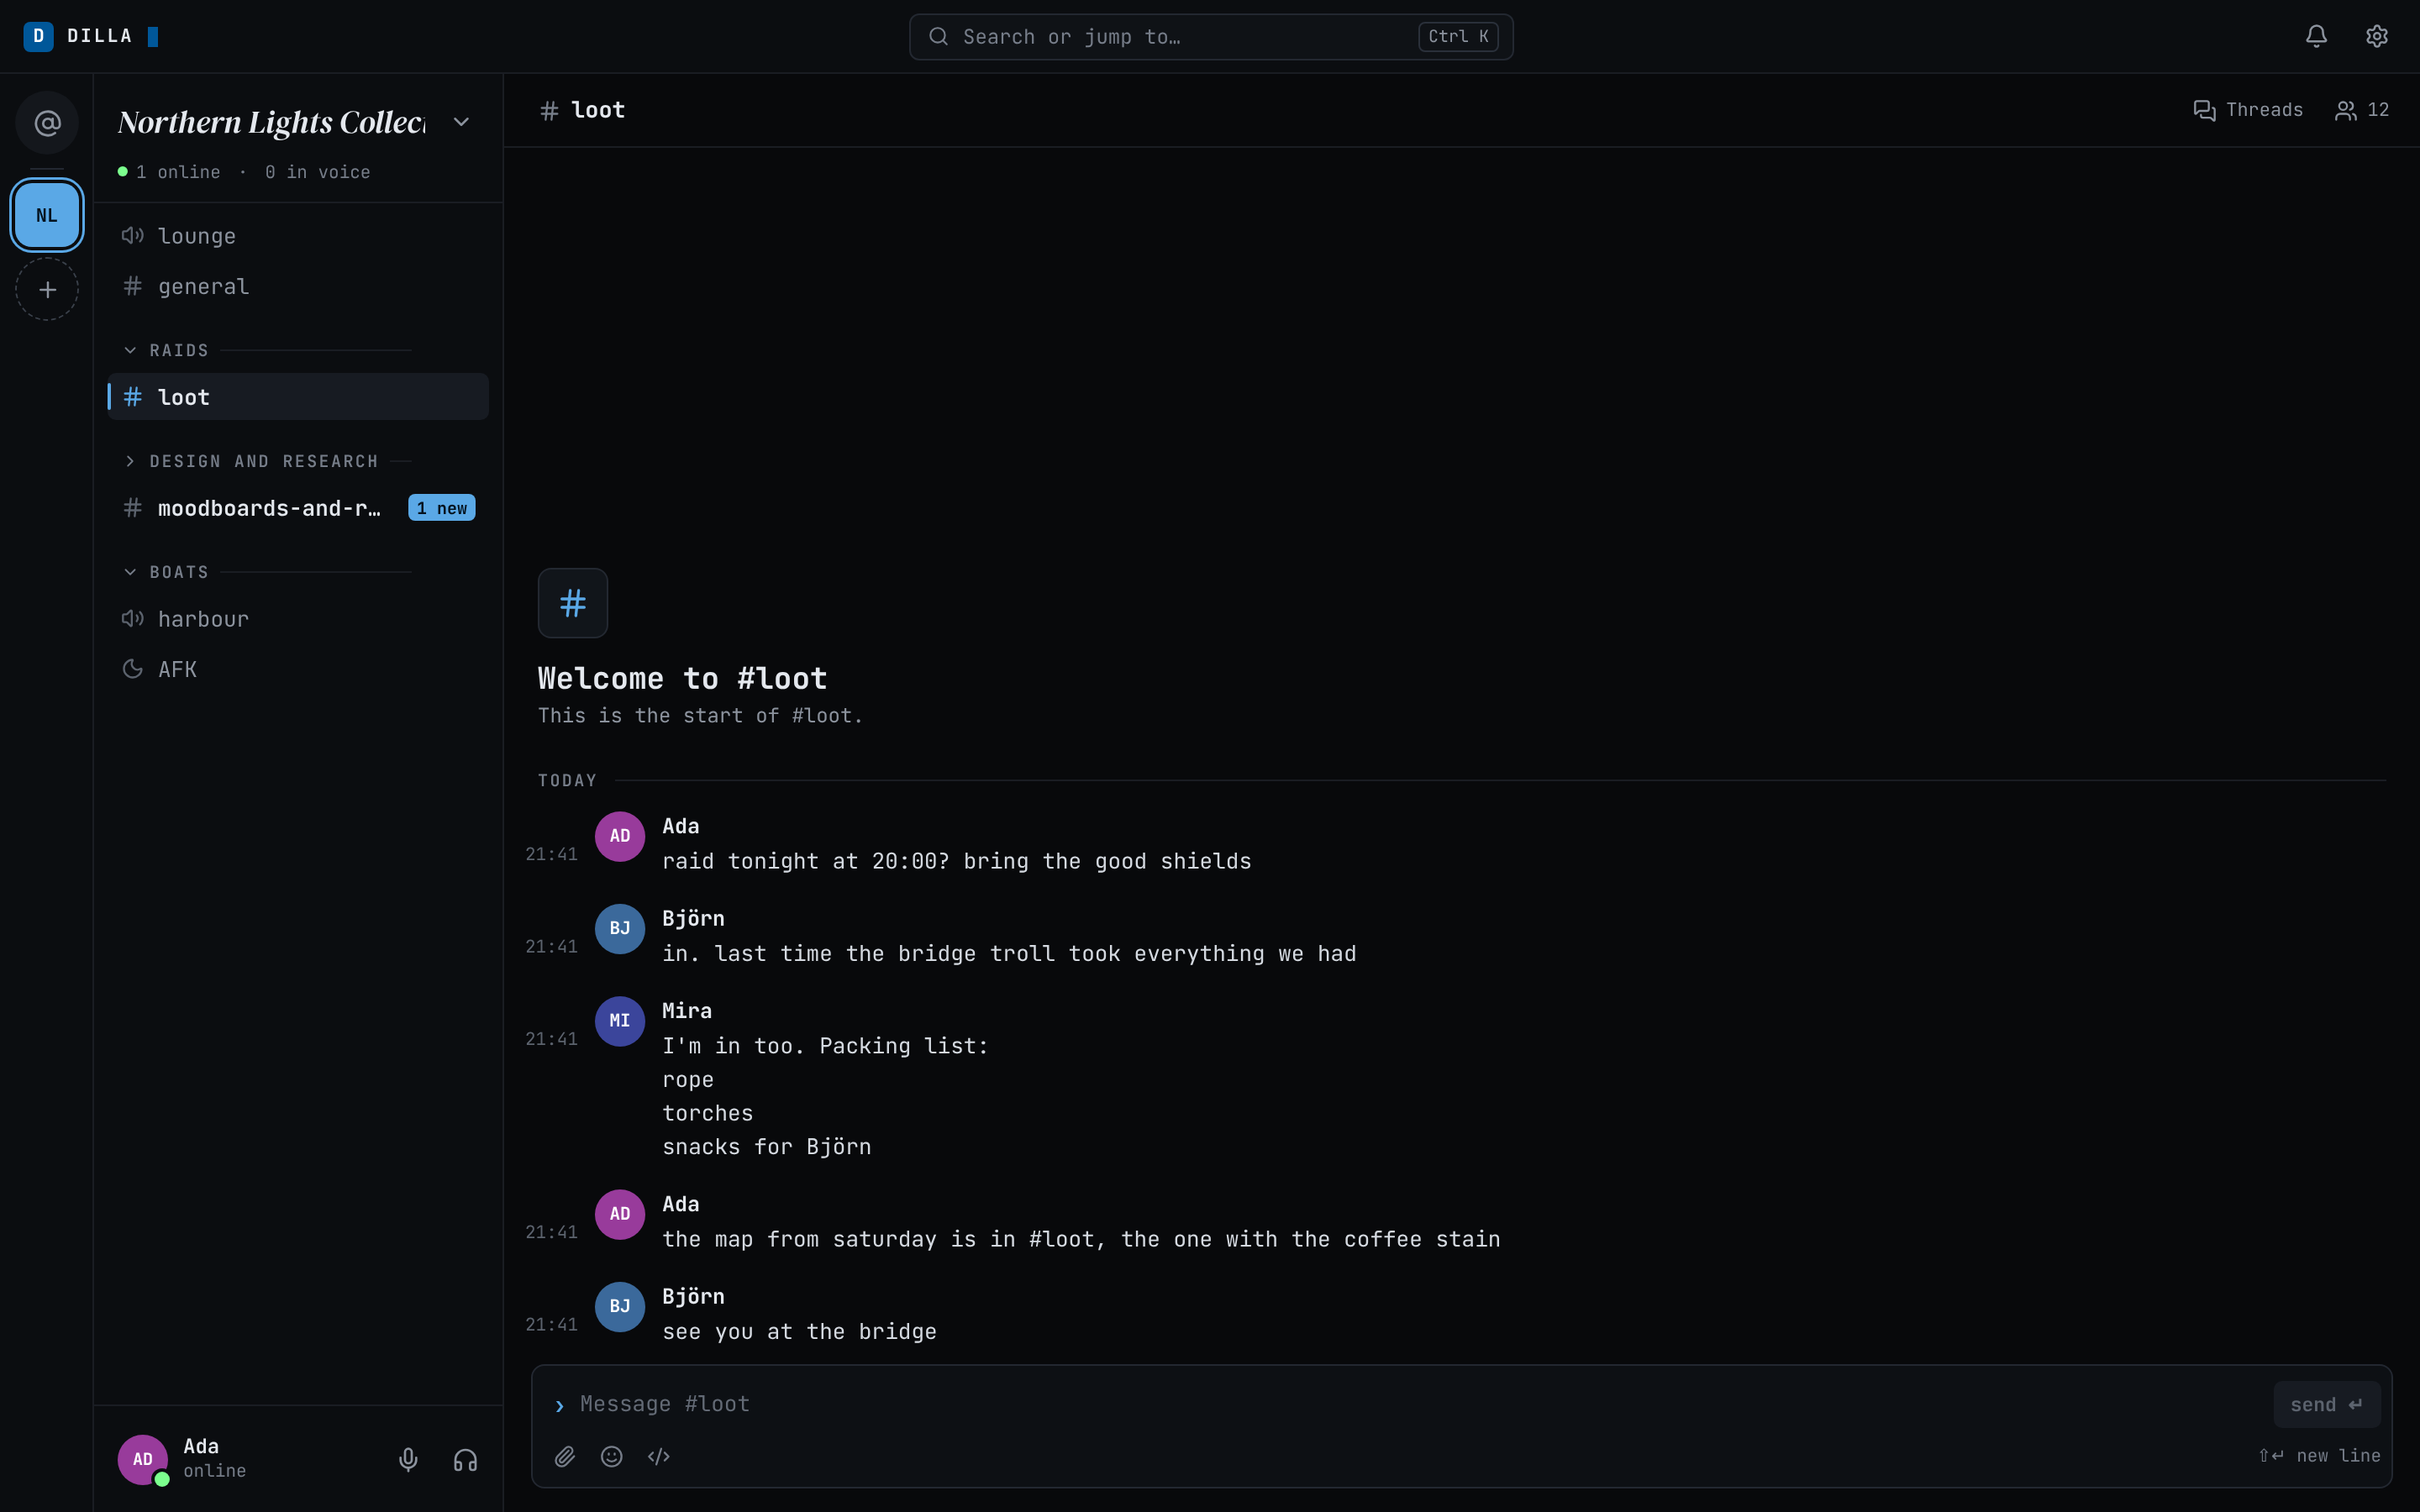 D DILLA
Search or jump to…
Ctrl K
Northern Lights Collec
1 online · 0 in voice
NL
lounge
general
RAIDS
loot
DESIGN AND RESEARCH
moodboards-and-r… 1 new
BOATS
harbour
AFK
AD Ada
online
# loot
Threads
12
Welcome to #loot
This is the start of #loot.
TODAY
AD Ada
21:41 raid tonight at 20:00? bring the good shields
BJ Björn
21:41 in. last time the bridge troll took everything we had
MI Mira
21:41 I'm in too. Packing list:
rope
torches
snacks for Björn
AD Ada
21:41 the map from saturday is in #loot, the one with the coffee stain
BJ Björn
21:41 see you at the bridge
› Message #loot
send ↵
⇧↵ new line